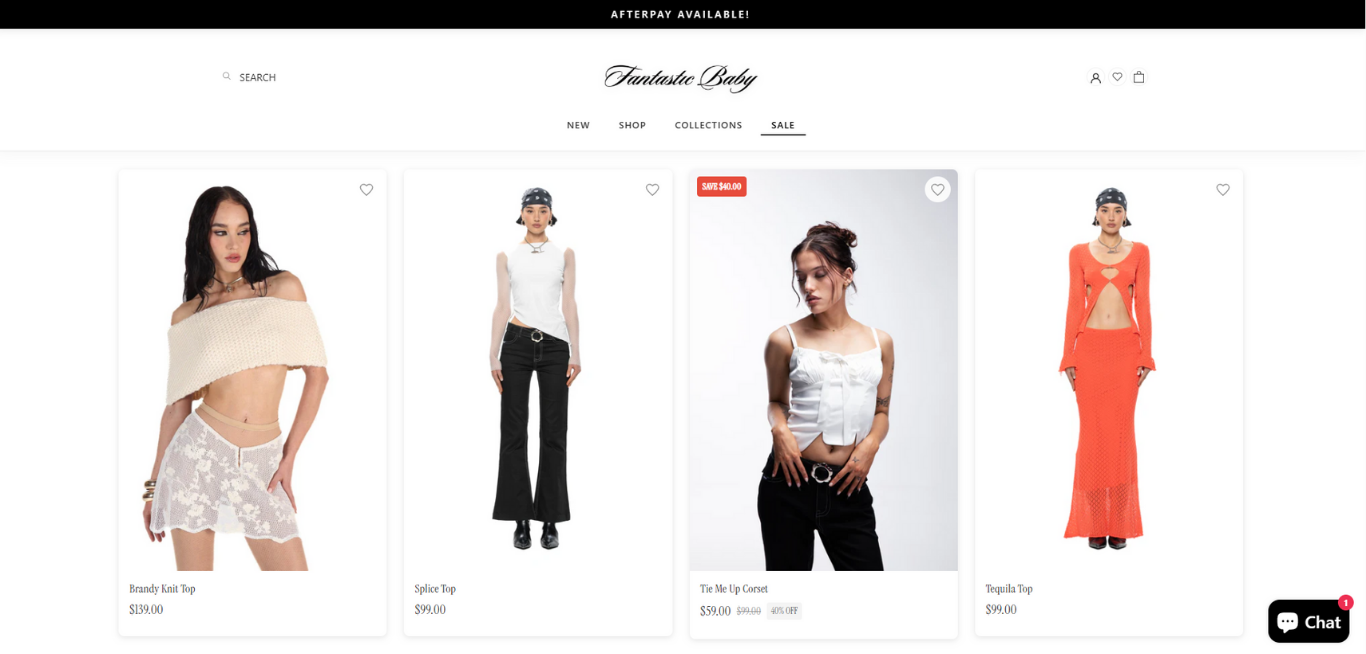 AFTERPAY AVAILABLE!
SEARCH
Fantastic Baby
NEW SHOP COLLECTIONS SALE
SAVE $40.00
Brandy Knit Top
$139.00
Splice Top
$99.00
Tie Me Up Corset
$59.00 $99.00 40% OFF
Tequila Top
$99.00
1
Chat